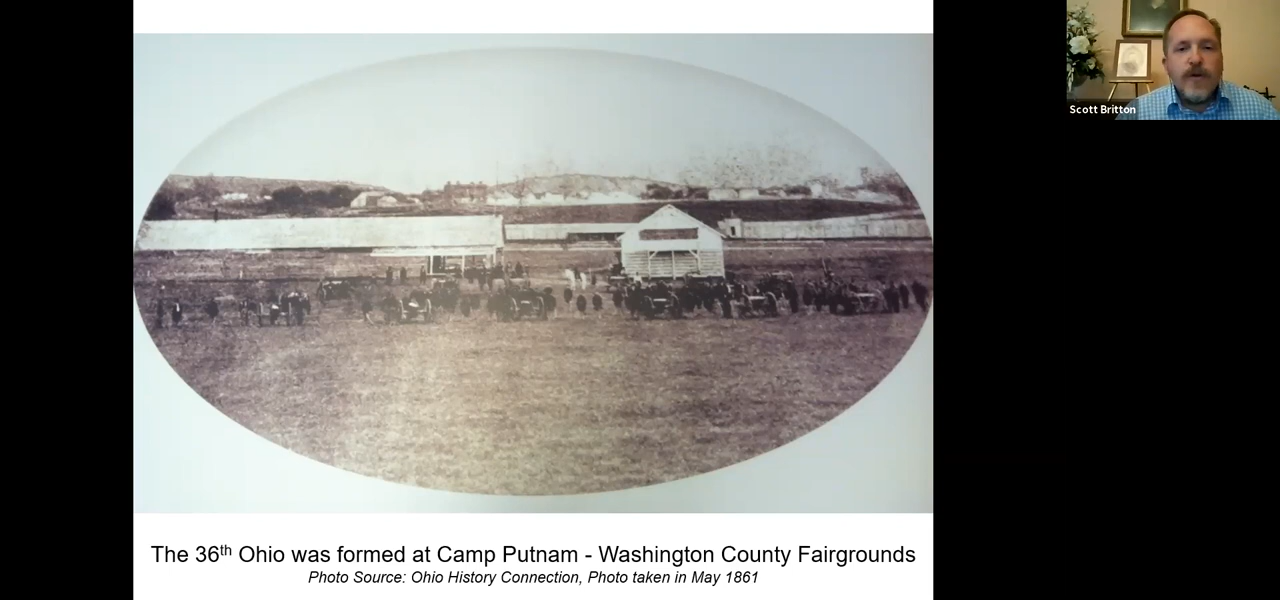 Scott Britton
The 36th Ohio was formed at Camp Putnam - Washington County Fairgrounds
Photo Source: Ohio History Connection, Photo taken in May 1861